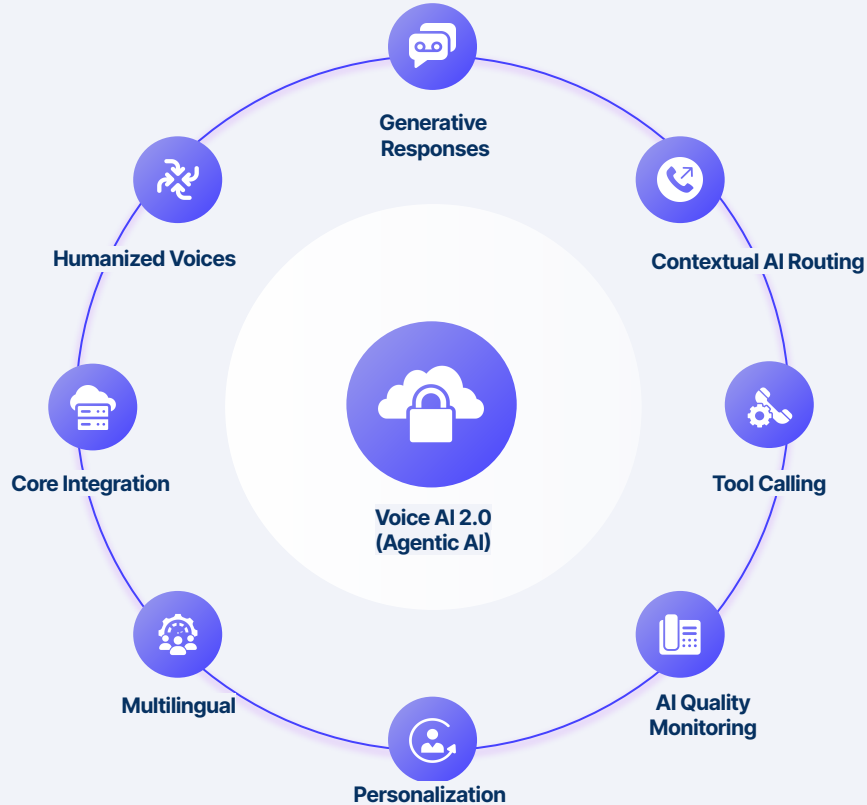 Generative
Responses
Humanized Voices
Contextual AI Routing
Core Integration
Tool Calling
Voice AI 2.0
(Agentic AI)
Multilingual
AI Quality
Monitoring
Personalization